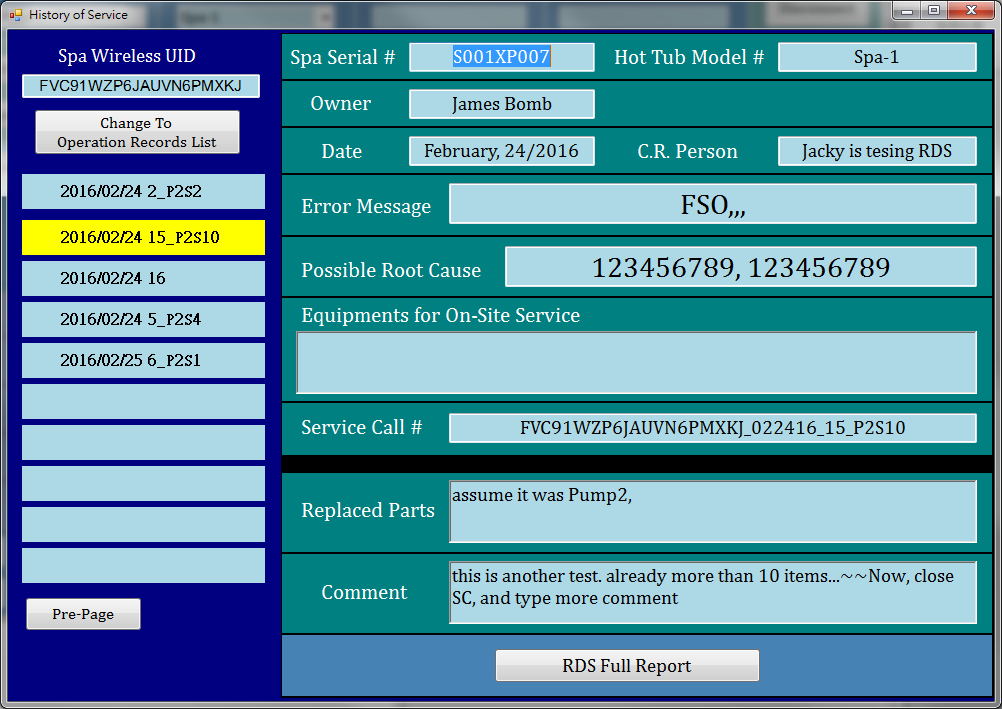 History of Service
Spa Wireless UID
FVC91WZP6JAUVN6PMXKJ
Change To
Operation Records List
2016/02/24 2_P2S2
2016/02/24 15_P2S10
2016/02/24 16
2016/02/24 5_P2S4
2016/02/25 6_P2S1
Pre-Page
Spa Serial # S001XP007 Hot Tub Model # Spa-1
Owner James Bomb
Date February, 24/2016 C.R. Person Jacky is tesing RDS
Error Message FSO,,,
Possible Root Cause 123456789, 123456789
Equipments for On-Site Service
Service Call # FVC91WZP6JAUVN6PMXKJ_022416_15_P2S10
Replaced Parts assume it was Pump2,
Comment this is another test. already more than 10 items...~~Now, close
SC, and type more comment
RDS Full Report